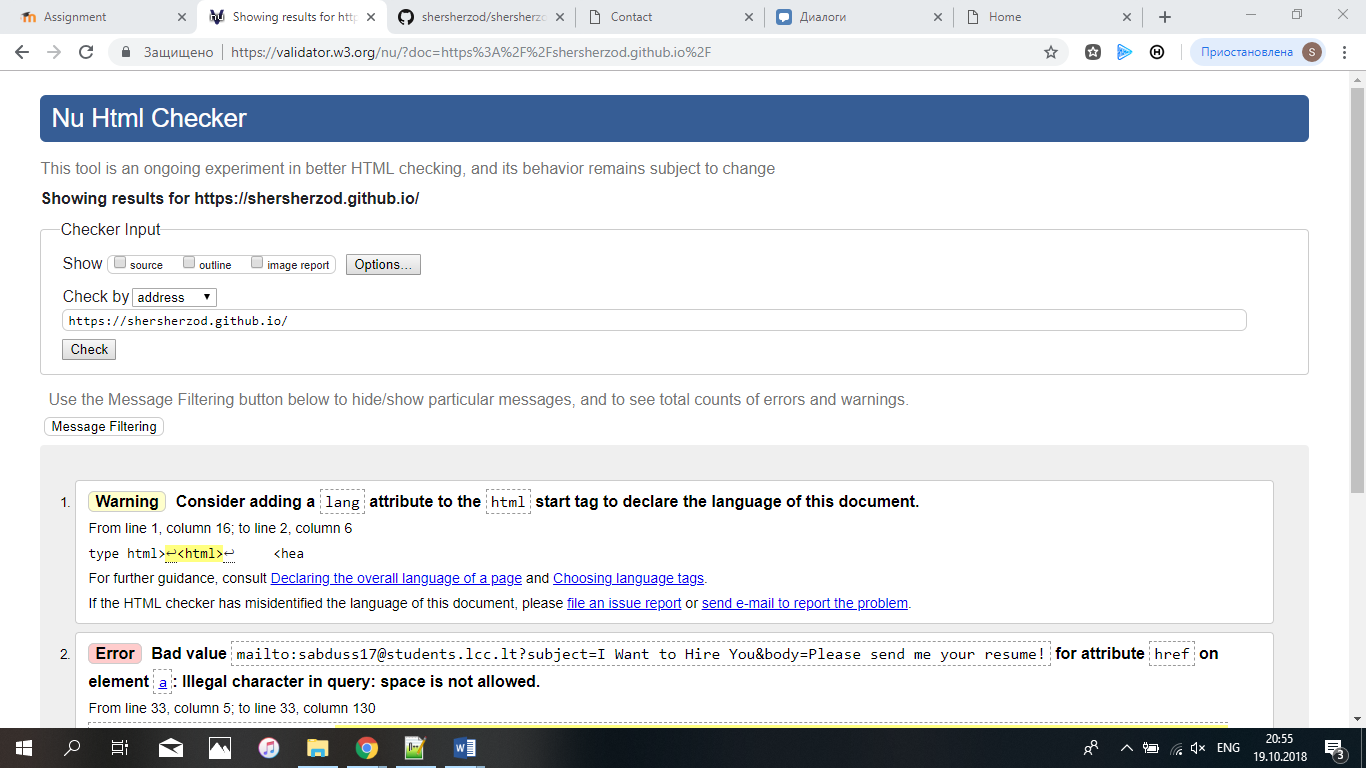 Assignment
Showing results for http
shersherzod/shersherzo
Contact
Диалоги
Home
Защищено
https://validator.w3.org/nu/?doc=https%3A%2F%2Fshersherzod.github.io%2F
Приостановлена
S
Nu Html Checker
This tool is an ongoing experiment in better HTML checking, and its behavior remains subject to change
Showing results for https://shersherzod.github.io/
Checker Input
Show source outline image report Options...
Check by address
https://shersherzod.github.io/
Check
Use the Message Filtering button below to hide/show particular messages, and to see total counts of errors and warnings.
Message Filtering
1. Warning Consider adding a lang attribute to the html start tag to declare the language of this document.
From line 1, column 16; to line 2, column 6
type html>↩<html>↩ <hea
For further guidance, consult Declaring the overall language of a page and Choosing language tags.
If the HTML checker has misidentified the language of this document, please file an issue report or send e-mail to report the problem.
2. Error Bad value mailto:sabduss17@students.lcc.lt?subject=I Want to Hire You&body=Please send me your resume! for attribute href on
element a: Illegal character in query: space is not allowed.
From line 33, column 5; to line 33, column 130
ENG
20:55
19.10.2018
3